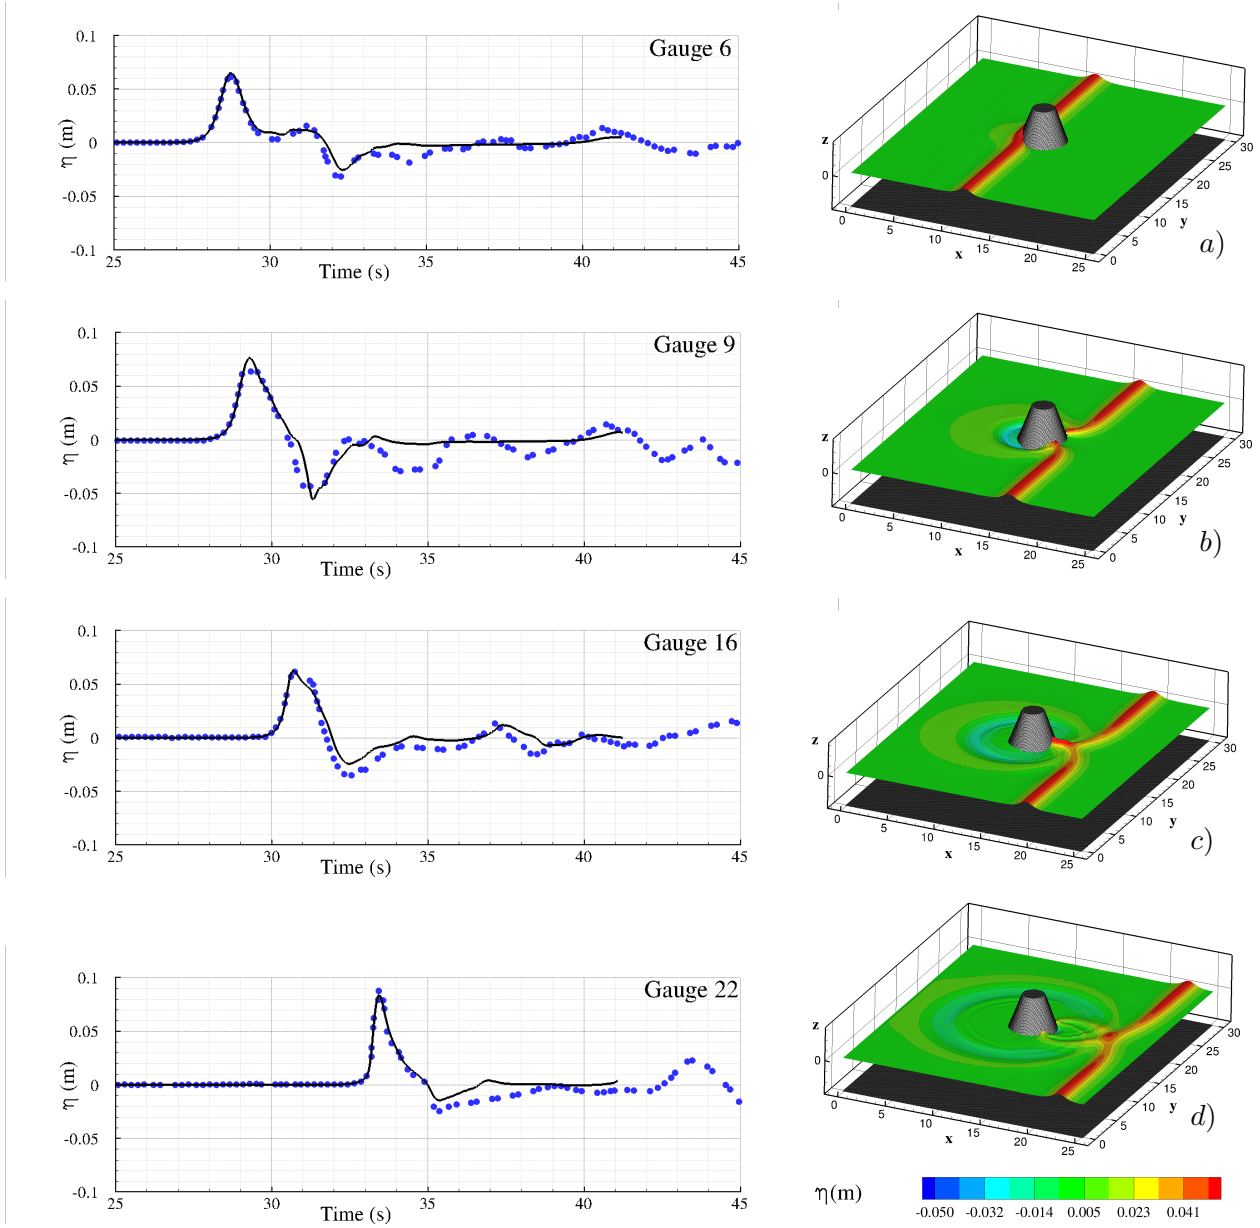 Gauge 6
0.1
0.05
0
-0.05
-0.1
η (m)
25 30 35 40 45
Time (s)
z
0
0 5 10 15 20 25
x
0 5 10 15 20 25 30
y
a)
Gauge 9
0.1
0.05
0
-0.05
-0.1
η (m)
25 30 35 40 45
Time (s)
z
0
0 5 10 15 20 25
x
0 5 10 15 20 25 30
y
b)
Gauge 16
0.1
0.05
0
-0.05
-0.1
η (m)
25 30 35 40 45
Time (s)
z
0
0 5 10 15 20 25
x
0 5 10 15 20 25 30
y
c)
Gauge 22
0.1
0.05
0
-0.05
-0.1
η (m)
25 30 35 40 45
Time (s)
z
0
0 5 10 15 20 25
x
0 5 10 15 20 25 30
y
d)
η(m)
-0.050 -0.032 -0.014 0.005 0.023 0.041